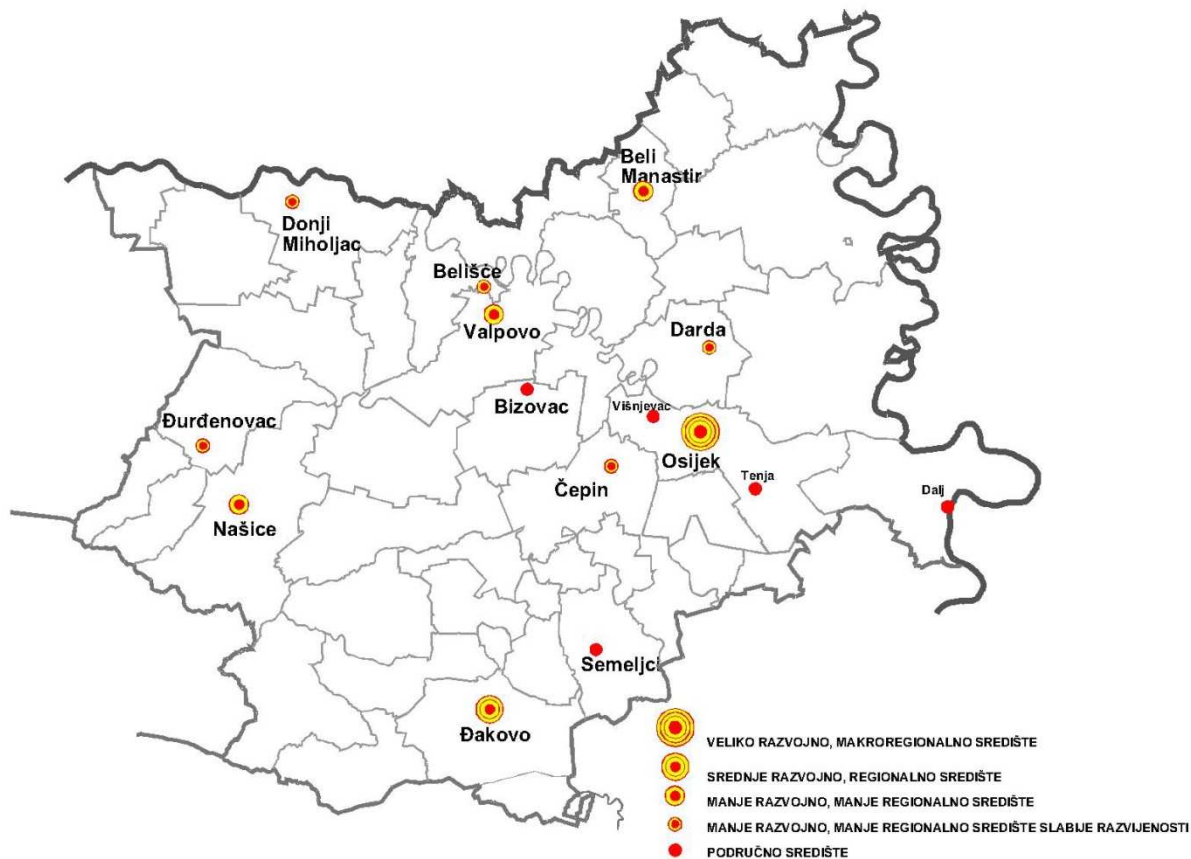 Beli
Manastir
Donji
Miholjac
Belišće
Valpovo
Darda
Bizovac
Višnjevac
Đurđenovac
Osijek
Čepin
Tenja
Dalj
Našice
Semeljci
Đakovo
VELIKO RAZVOJNO, MAKROREGIONALNO SREDIŠTE
SREDNJE RAZVOJNO, REGIONALNO SREDIŠTE
MANJE RAZVOJNO, MANJE REGIONALNO SREDIŠTE
MANJE RAZVOJNO, MANJE REGIONALNO SREDIŠTE SLABIJE RAZVIJENOSTI
PODRUČNO SREDIŠTE